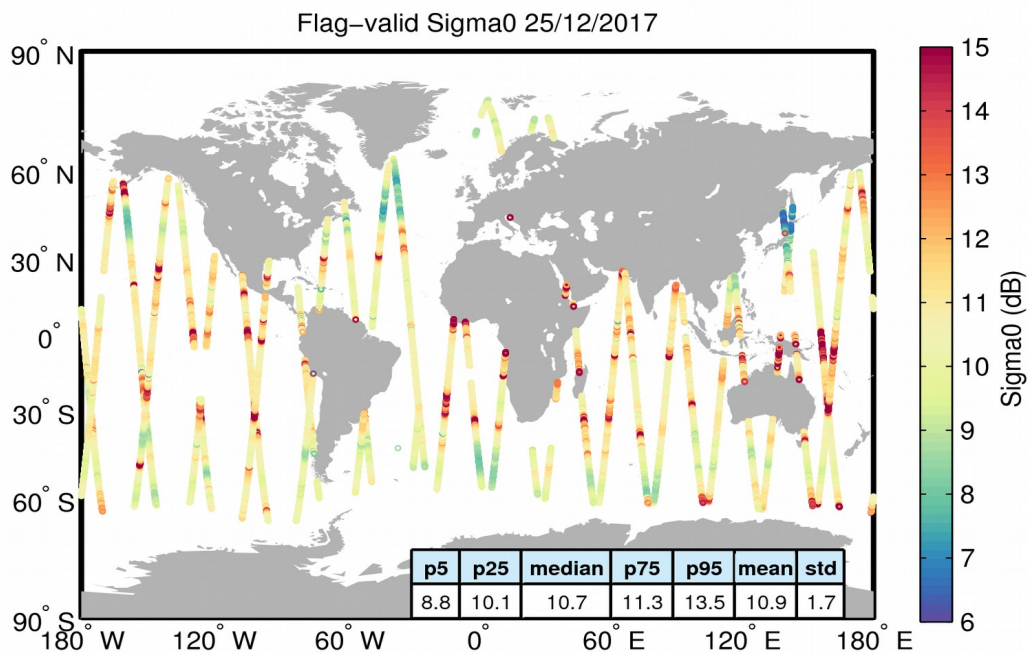 Flag−valid Sigma0 25/12/2017
90° N
60° N
30° N
0°
30° S
60° S
90° S
180° W
120° W
60° W
0°
60° E
120° E
180° E
p5 p25 median p75 p95 mean std
8.8 10.1 10.7 11.3 13.5 10.9 1.7
15
14
13
12
11
10
9
8
7
6
Sigma0 (dB)